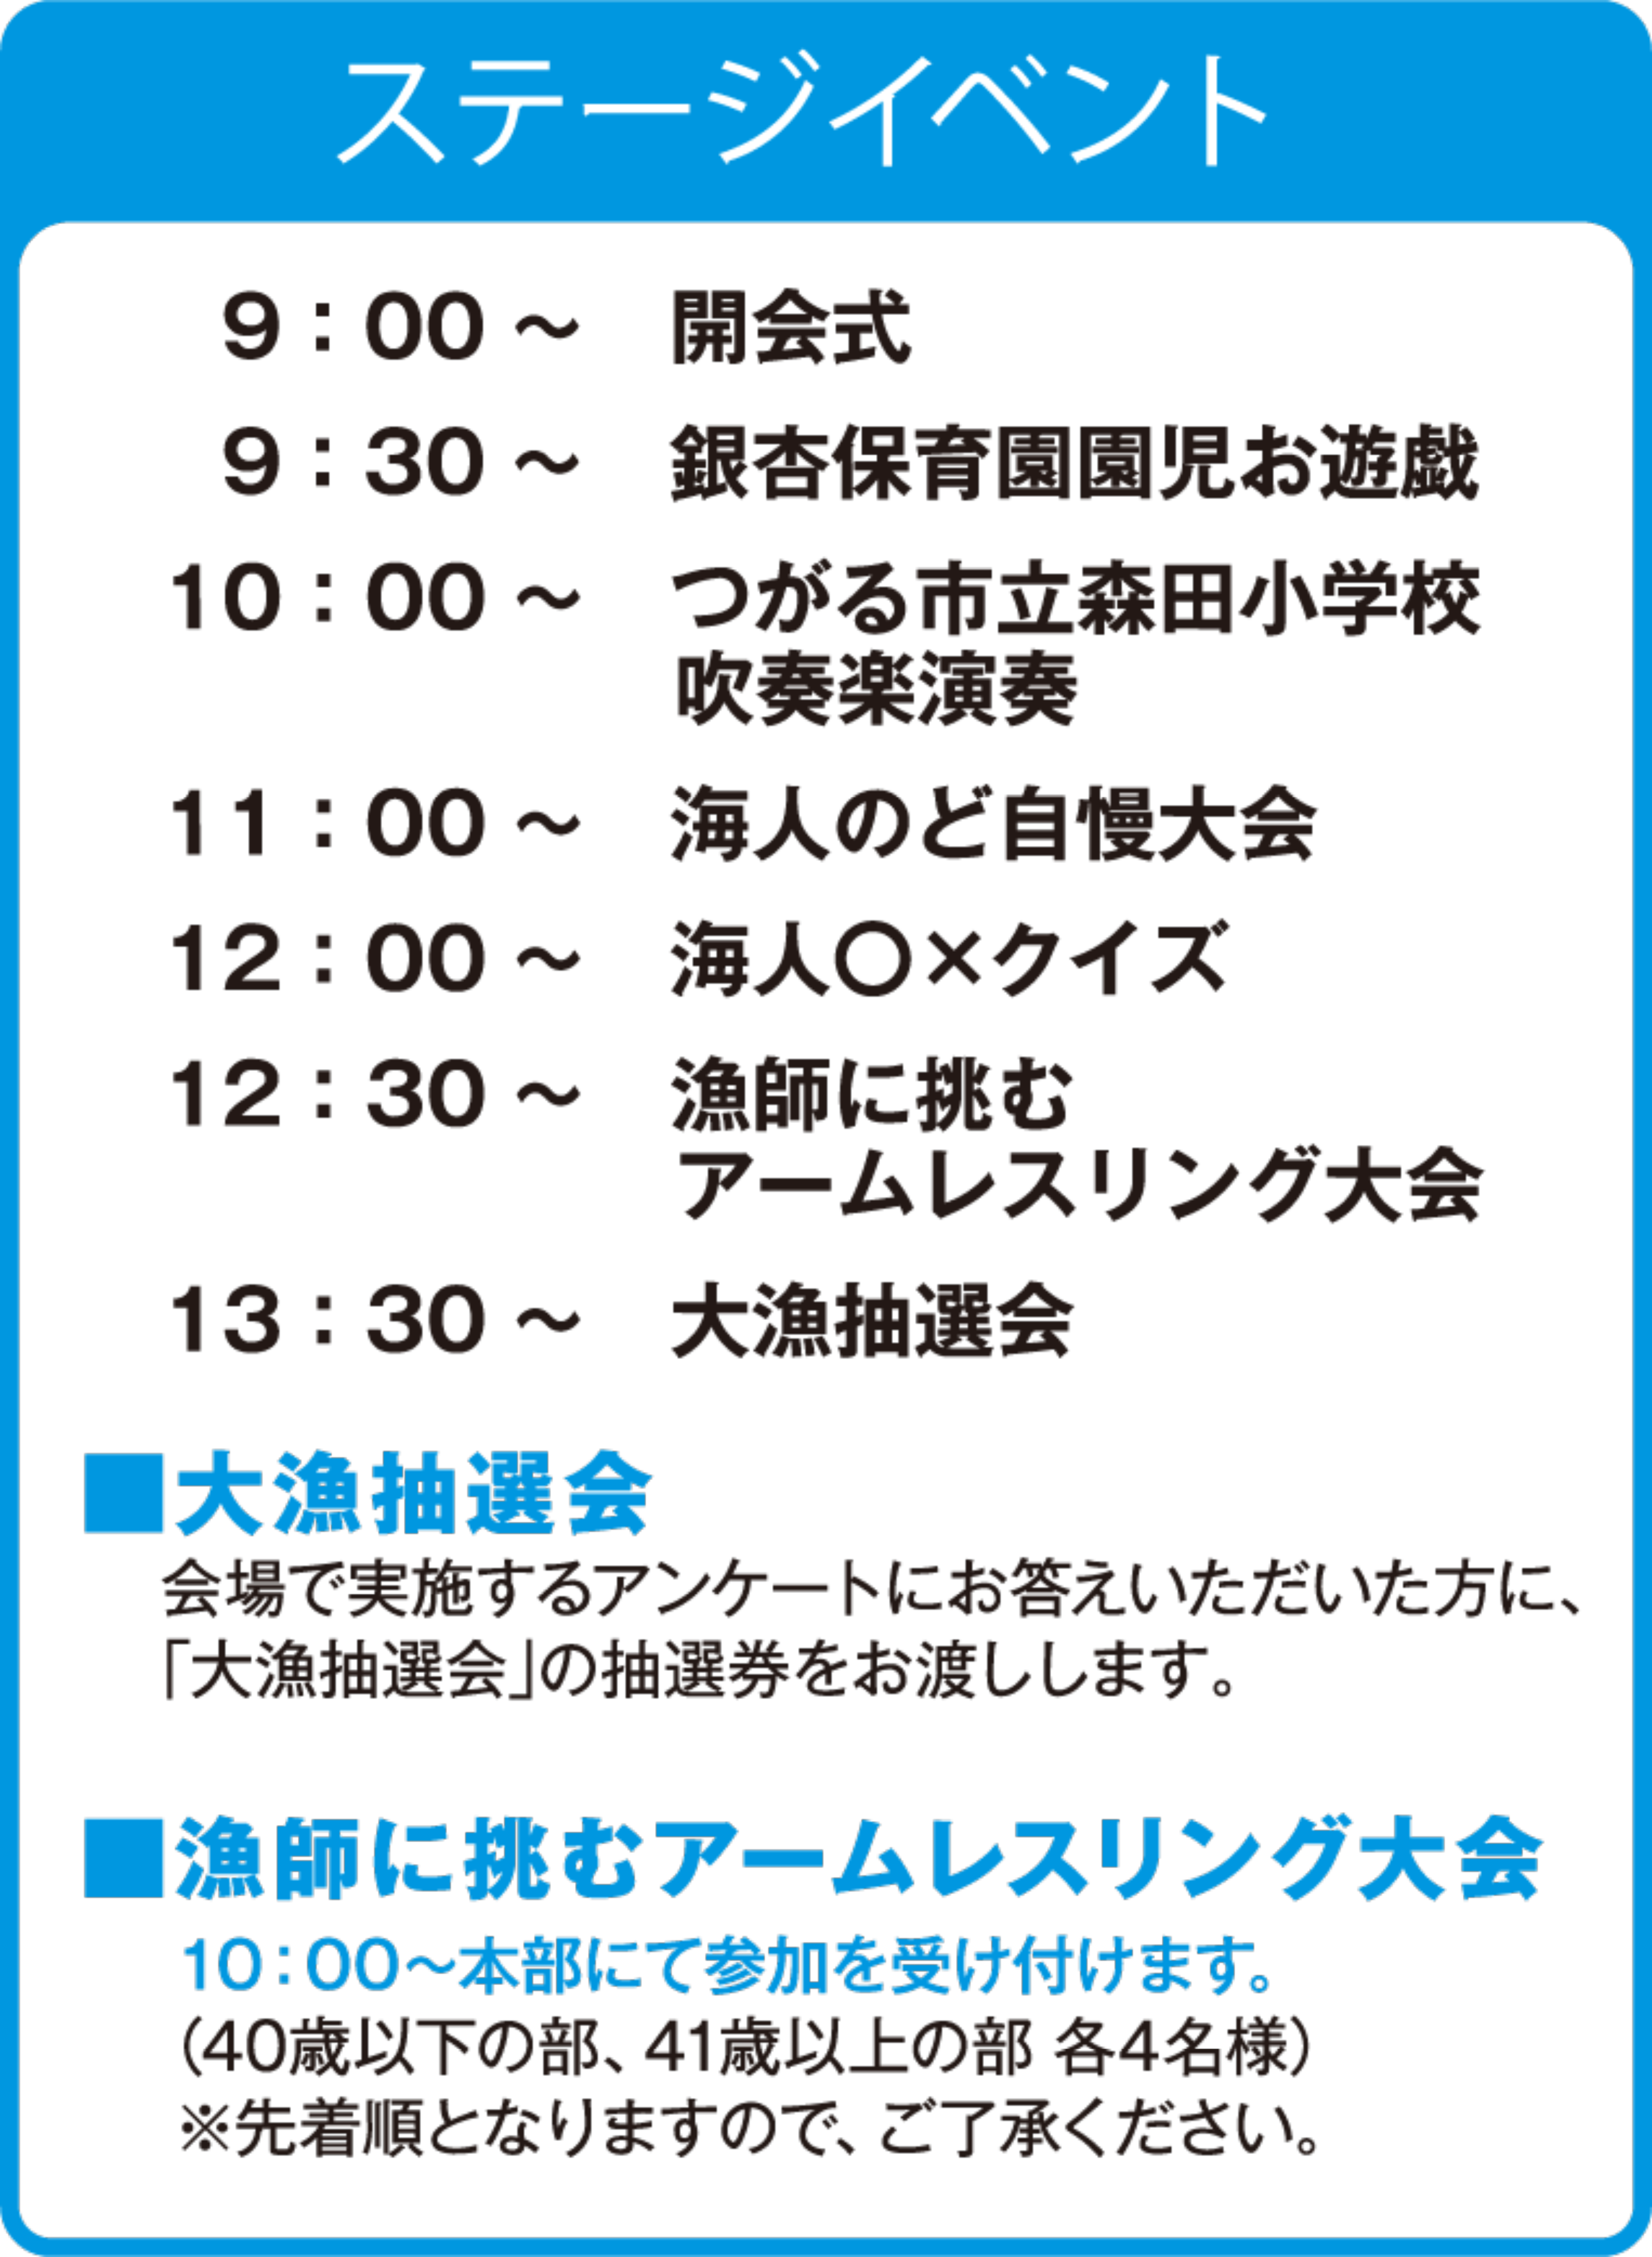 ステージイベント
9：00～ 開会式
9：30～ 銀杏保育園園児お遊戯
10：00～ つがる市立森田小学校
吹奏楽演奏
11：00～ 海人のど自慢大会
12：00～ 海人〇×クイズ
12：30～ 漁師に挑む
アームレスリング大会
13：30～ 大漁抽選会
■大漁抽選会
会場で実施するアンケートにお答えいただいた方に、
「大漁抽選会」の抽選券をお渡しします。
■漁師に挑むアームレスリング大会
10：00～本部にて参加を受け付けます。
（40歳以下の部、41歳以上の部 各4名様）
※先着順となりますので、ご了承ください。